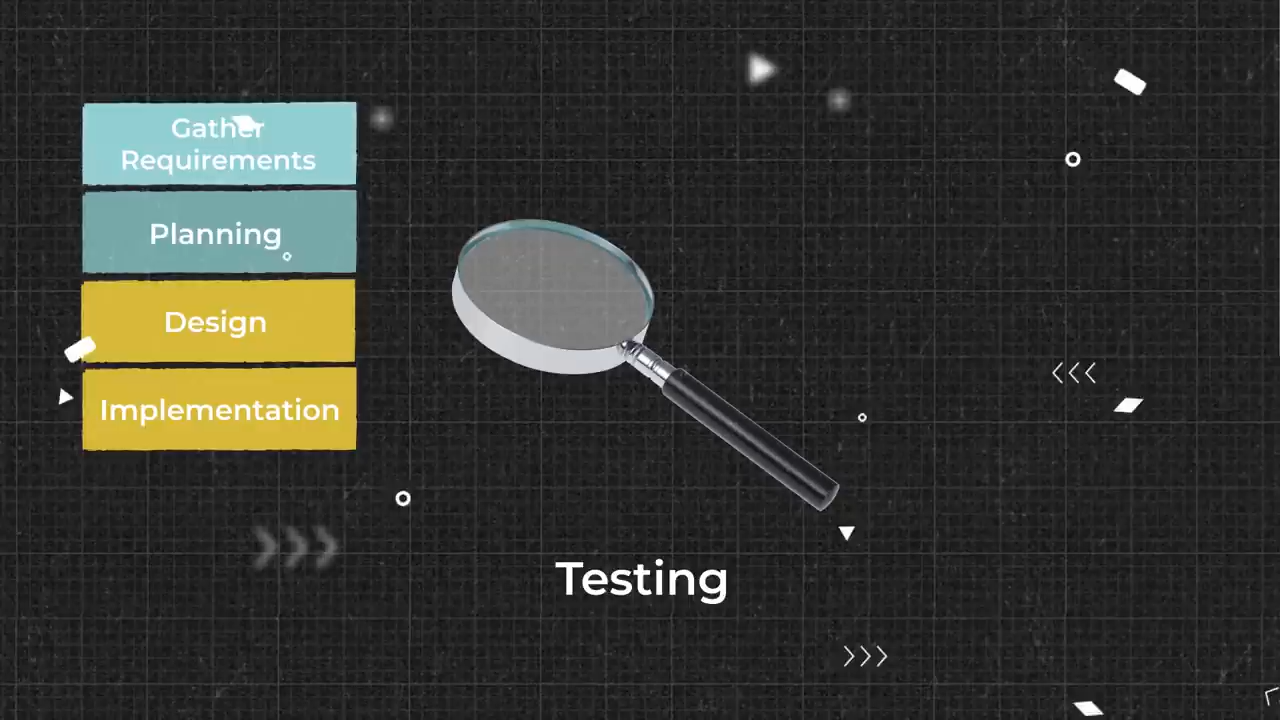 Gather
Requirements
Planning
Design
Implementation
Testing